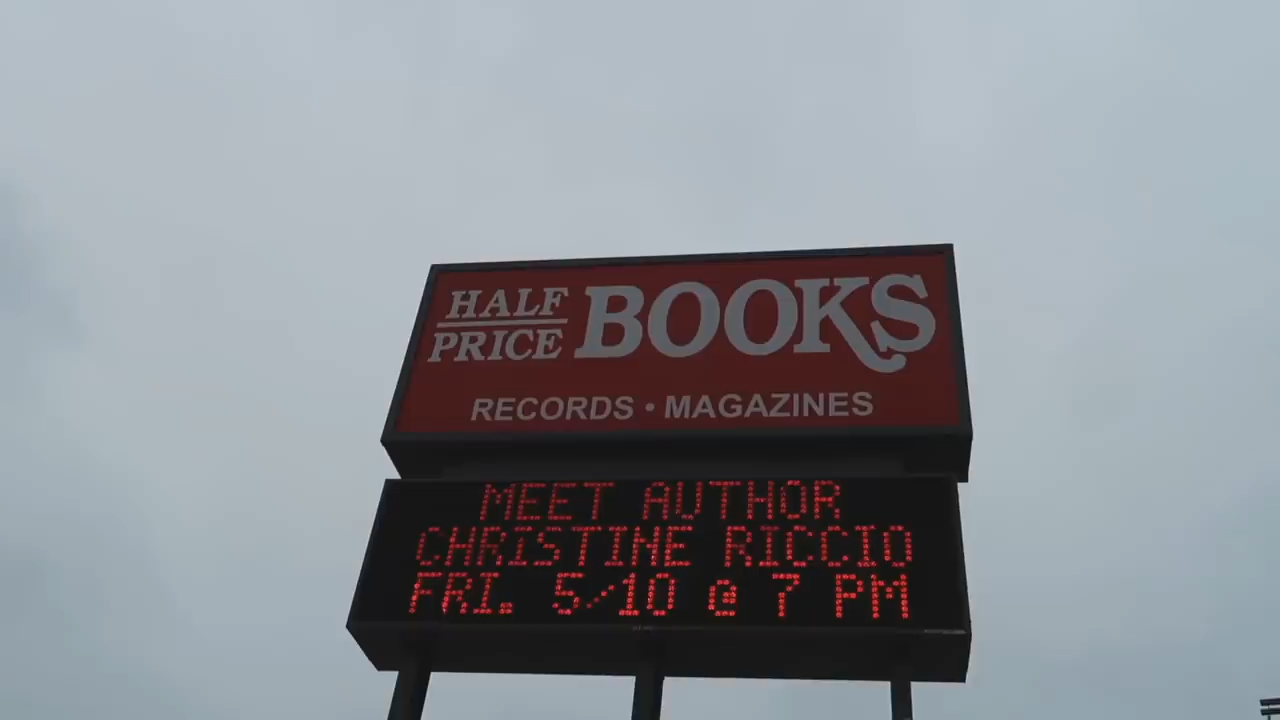 HALF PRICE BOOKS
RECORDS • MAGAZINES
MEET AUTHOR
CHRISTINE RICCIO
FRI. 5/10 @ 7 PM